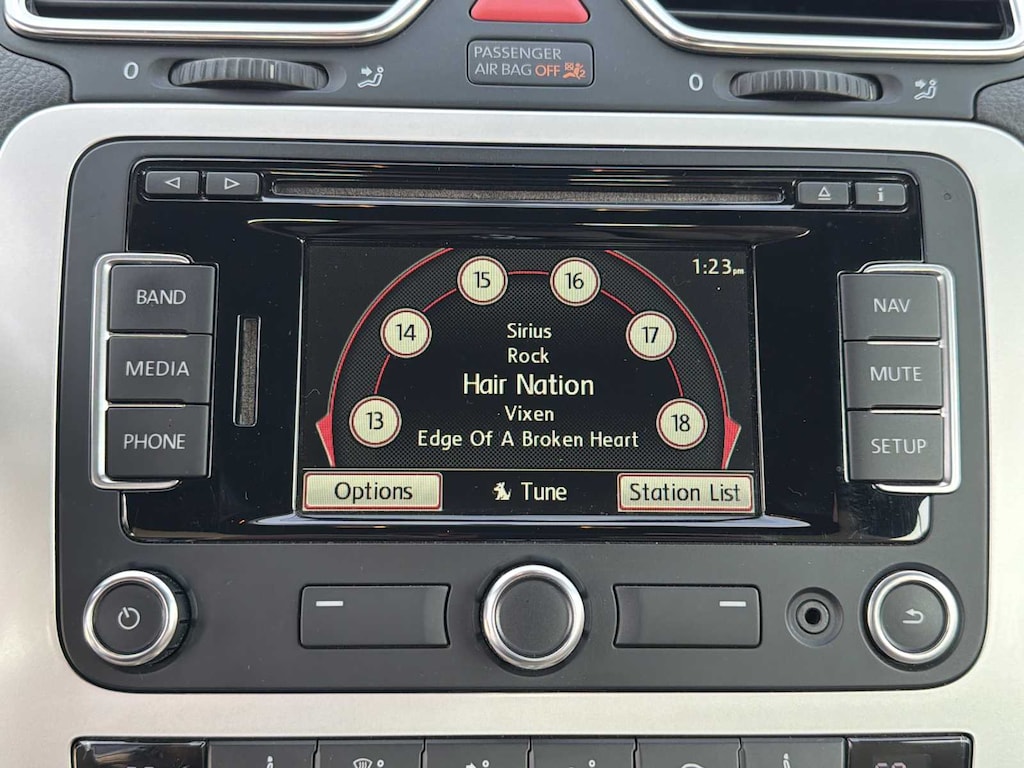 PASSENGER
AIR BAG OFF 2
0
0
i
BAND
MEDIA
PHONE
NAV
MUTE
SETUP
1:23pm
15
16
14
17
13
18
Sirius
Rock
Hair Nation
Vixen
Edge Of A Broken Heart
Options
Tune
Station List